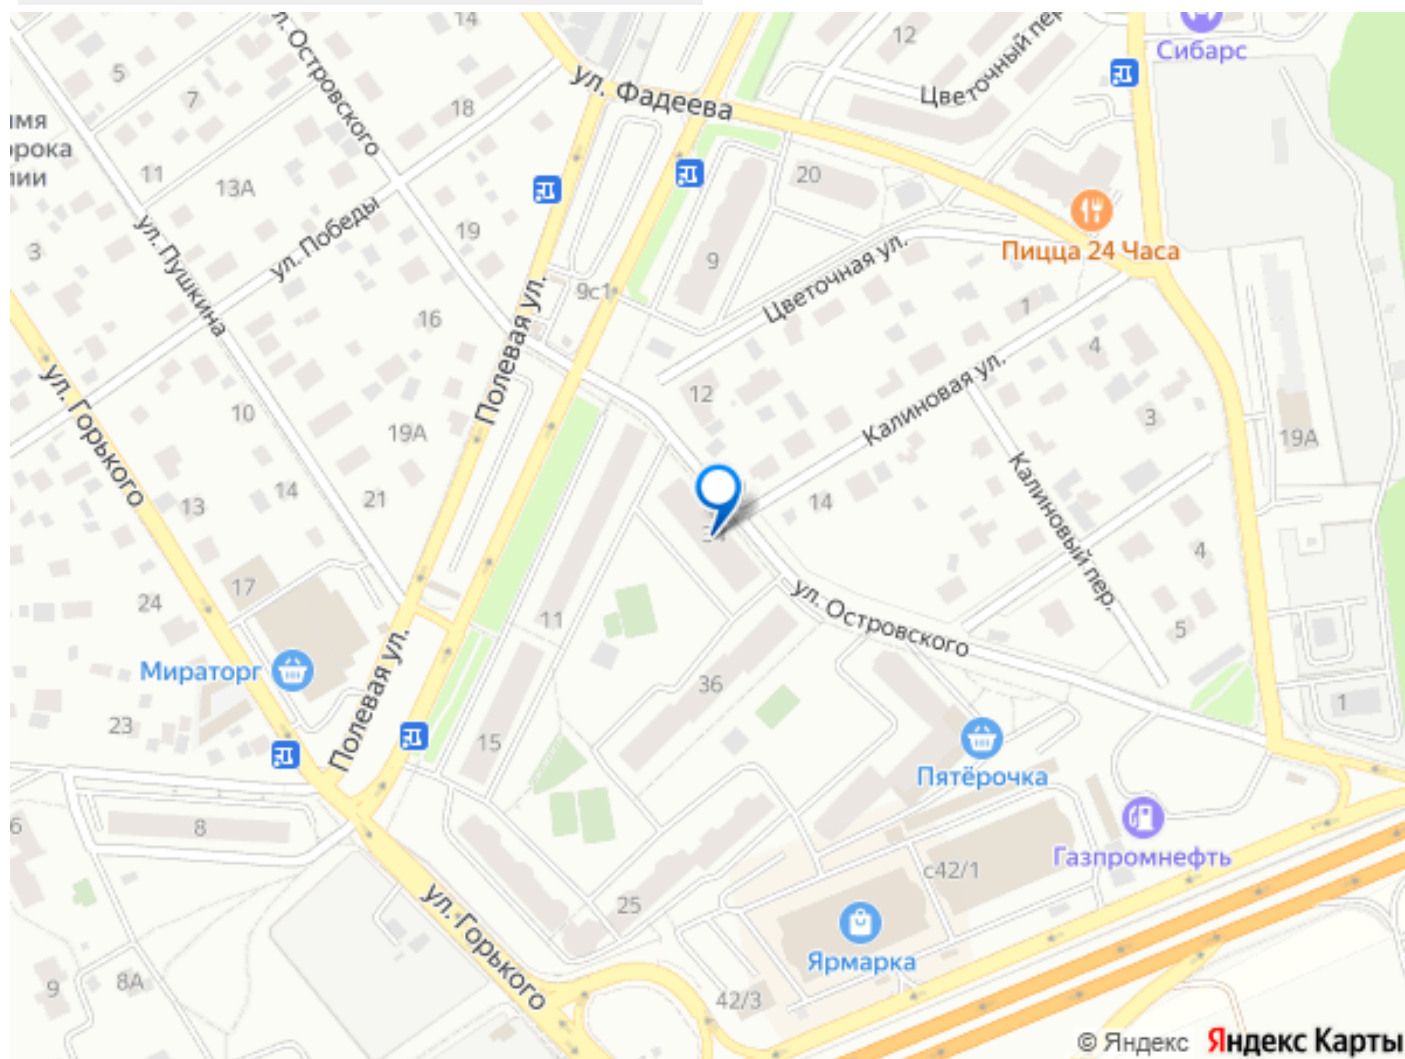 14
ул. Островского
12
Цветочный пер.
Сибарс
5
7
ул. Фадеева
18
11
13А
20
ул. Победы
19
3
ул. Пушкина
9
Пицца 24 Часа
Цветочная ул.
9с1
16
Полевая ул.
1
4
ул. Горького
12
Калиновая ул.
10
19А
3
19А
14
21
13
14
Калиновый пер.
4
17
24
11
ул. Островского
5
Мираторг
36
Полевая ул.
1
23
15
Пятёрочка
8
Газпромнефть
с42/1
ул. Горького
25
Ярмарка
9
8А
42/3
© Яндекс Яндекс Карты